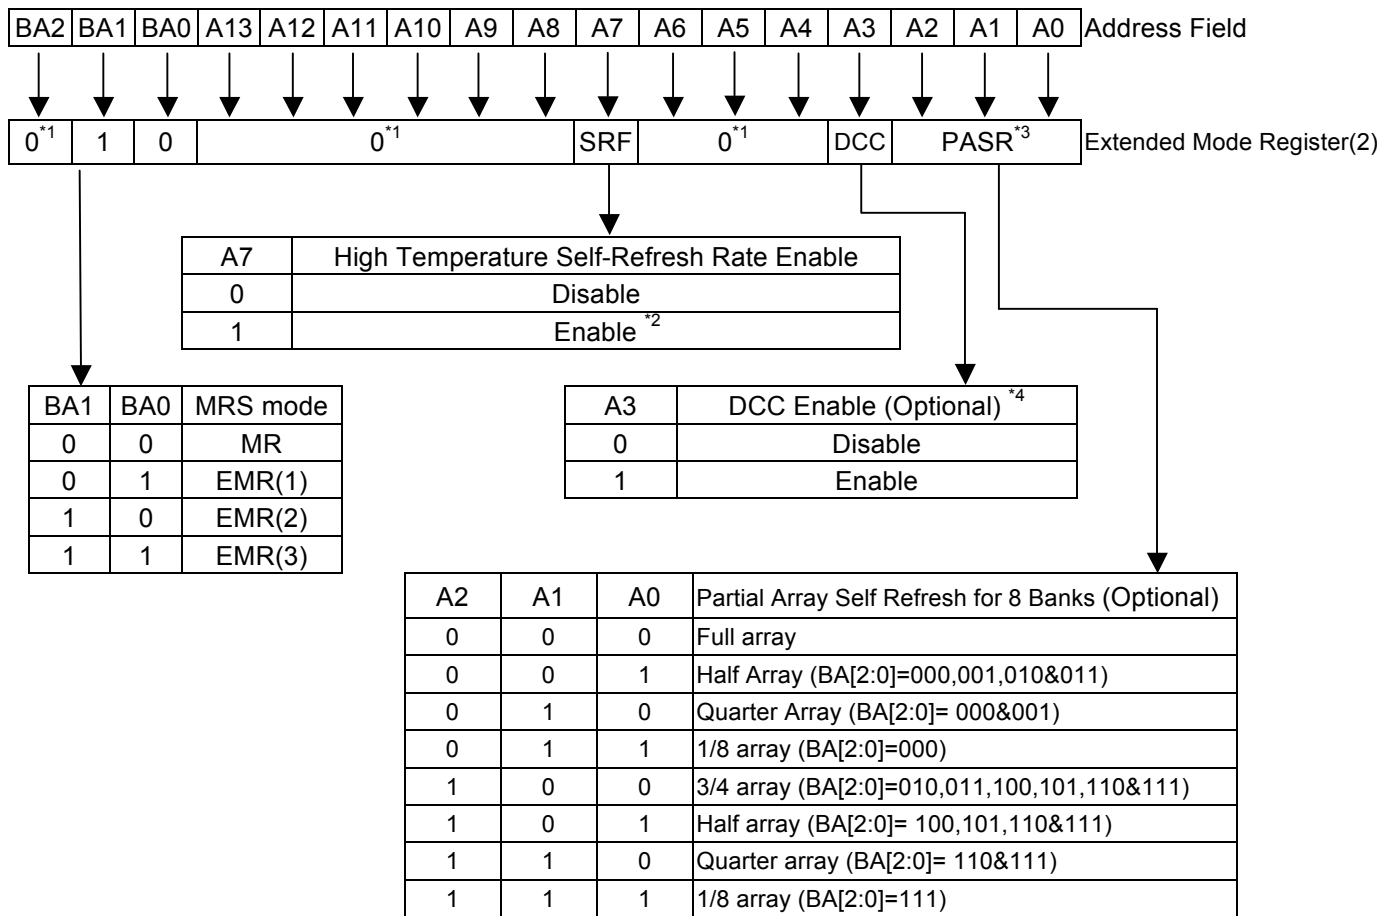 BA2 BA1 BA0 A13 A12 A11 A10 A9 A8 A7 A6 A5 A4 A3 A2 A1 A0 Address Field
0*1 1 0 0*1 SRF 0*1 DCC PASR*3 Extended Mode Register(2)
A7 High Temperature Self-Refresh Rate Enable
0 Disable
1 Enable *2
BA1 BA0 MRS mode
0 0 MR
0 1 EMR(1)
1 0 EMR(2)
1 1 EMR(3)
A3 DCC Enable (Optional) *4
0 Disable
1 Enable
A2 A1 A0 Partial Array Self Refresh for 8 Banks (Optional)
0 0 0 Full array
0 0 1 Half Array (BA[2:0]=000,001,010&011)
0 1 0 Quarter Array (BA[2:0]= 000&001)
0 1 1 1/8 array (BA[2:0]=000)
1 0 0 3/4 array (BA[2:0]=010,011,100,101,110&111)
1 0 1 Half array (BA[2:0]= 100,101,110&111)
1 1 0 Quarter array (BA[2:0]= 110&111)
1 1 1 1/8 array (BA[2:0]=111)